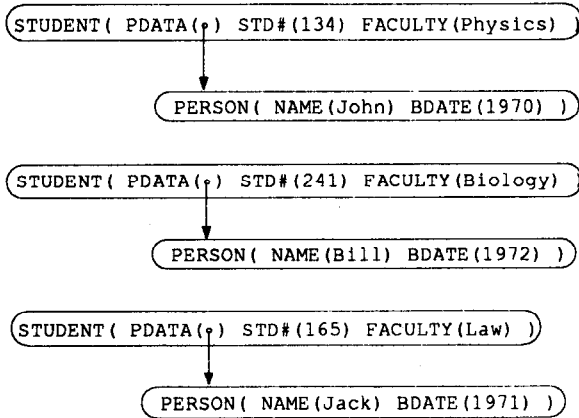 STUDENT( PDATA( ) STD#(134) FACULTY(Physics)
PERSON( NAME(John) BDATE(1970) )
STUDENT( PDATA( ) STD#(241) FACULTY(Biology)
PERSON( NAME(Bill) BDATE(1972) )
STUDENT( PDATA( ) STD#(165) FACULTY(Law) )
PERSON( NAME(Jack) BDATE(1971) )